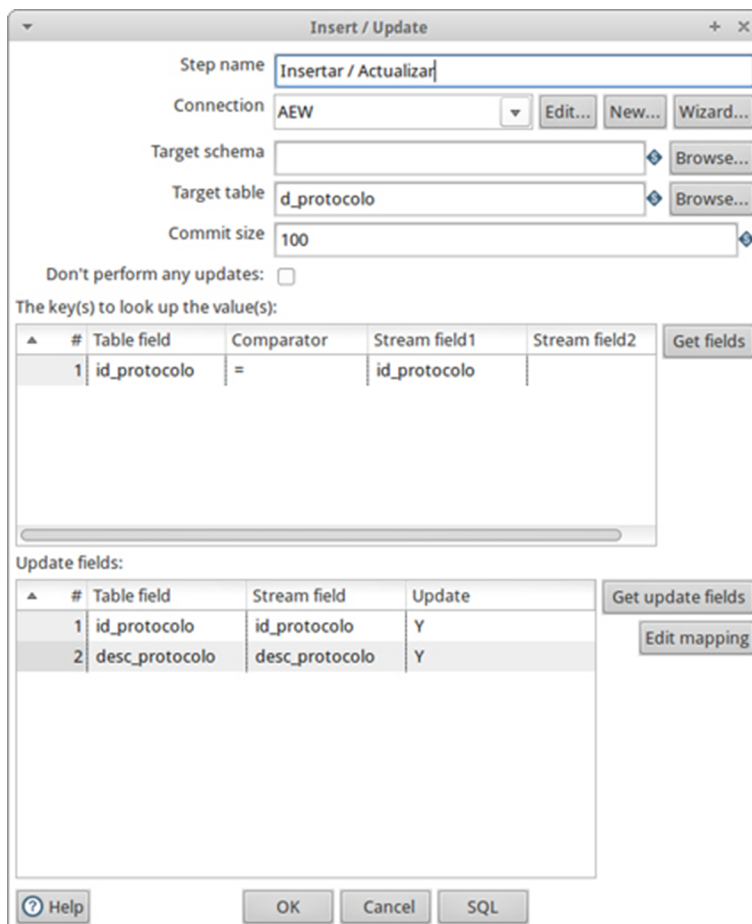 Insert / Update
Step name Insertar / Actualizar
Connection AEW Edit... New... Wizard...
Target schema Browse...
Target table d_protocolo Browse...
Commit size 100
Don't perform any updates:
The key(s) to look up the value(s):
# Table field Comparator Stream field1 Stream field2 Get fields
1 id_protocolo = id_protocolo
Update fields:
# Table field Stream field Update Get update fields
1 id_protocolo id_protocolo Y
Edit mapping
2 desc_protocolo desc_protocolo Y
Help OK Cancel SQL